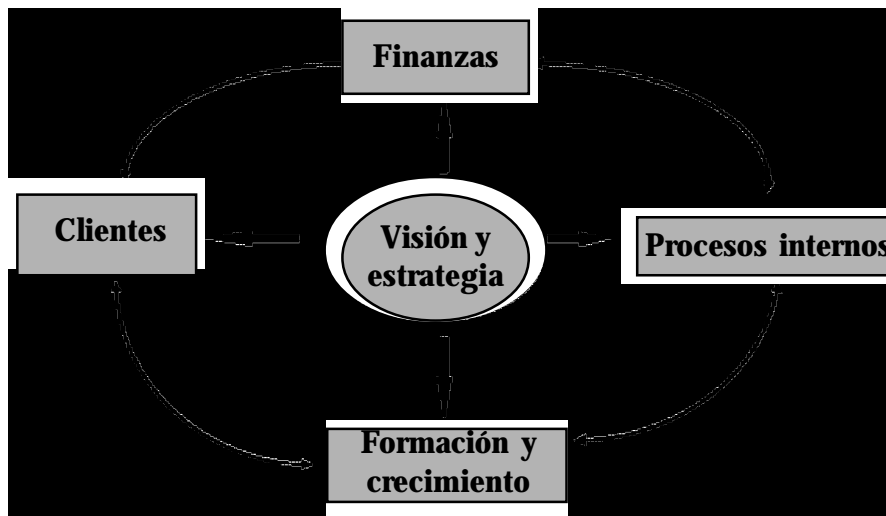 Finanzas
Clientes
Visión y
estrategia
Procesos internos
Formación y
crecimiento